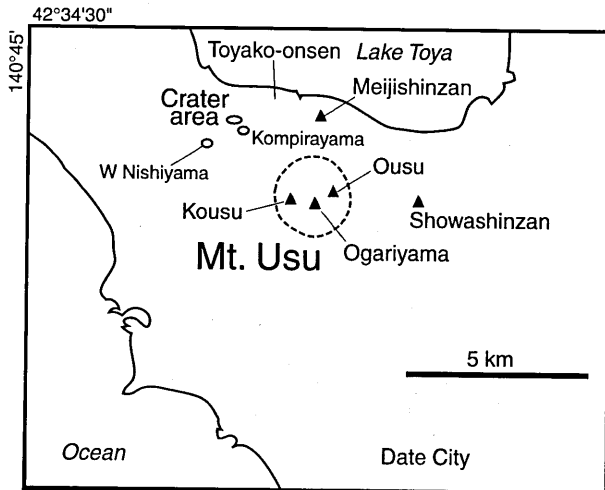 42°34'30"
140°45'
Toyako-onsen
Lake Toya
Meijishinzan
Crater
area
Kompirayama
W Nishiyama
Ousu
Kousu
Showashinzan
Ogariyama
Mt. Usu
5 km
Ocean
Date City